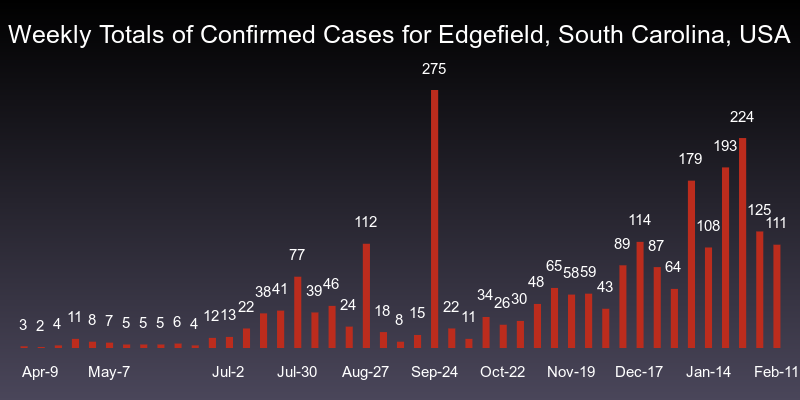 Weekly Totals of Confirmed Cases for Edgefield, South Carolina, USA
3 2 4 11 8 7 5 5 5 6 4 12 13 22 38 41 77 39 46 24 112 18 8 15 275 22 11 34 26 30 48 65 58 59 43 89 114 87 64 179 108 193 224 125 111
Apr-9 May-7 Jul-2 Jul-30 Aug-27 Sep-24 Oct-22 Nov-19 Dec-17 Jan-14 Feb-11